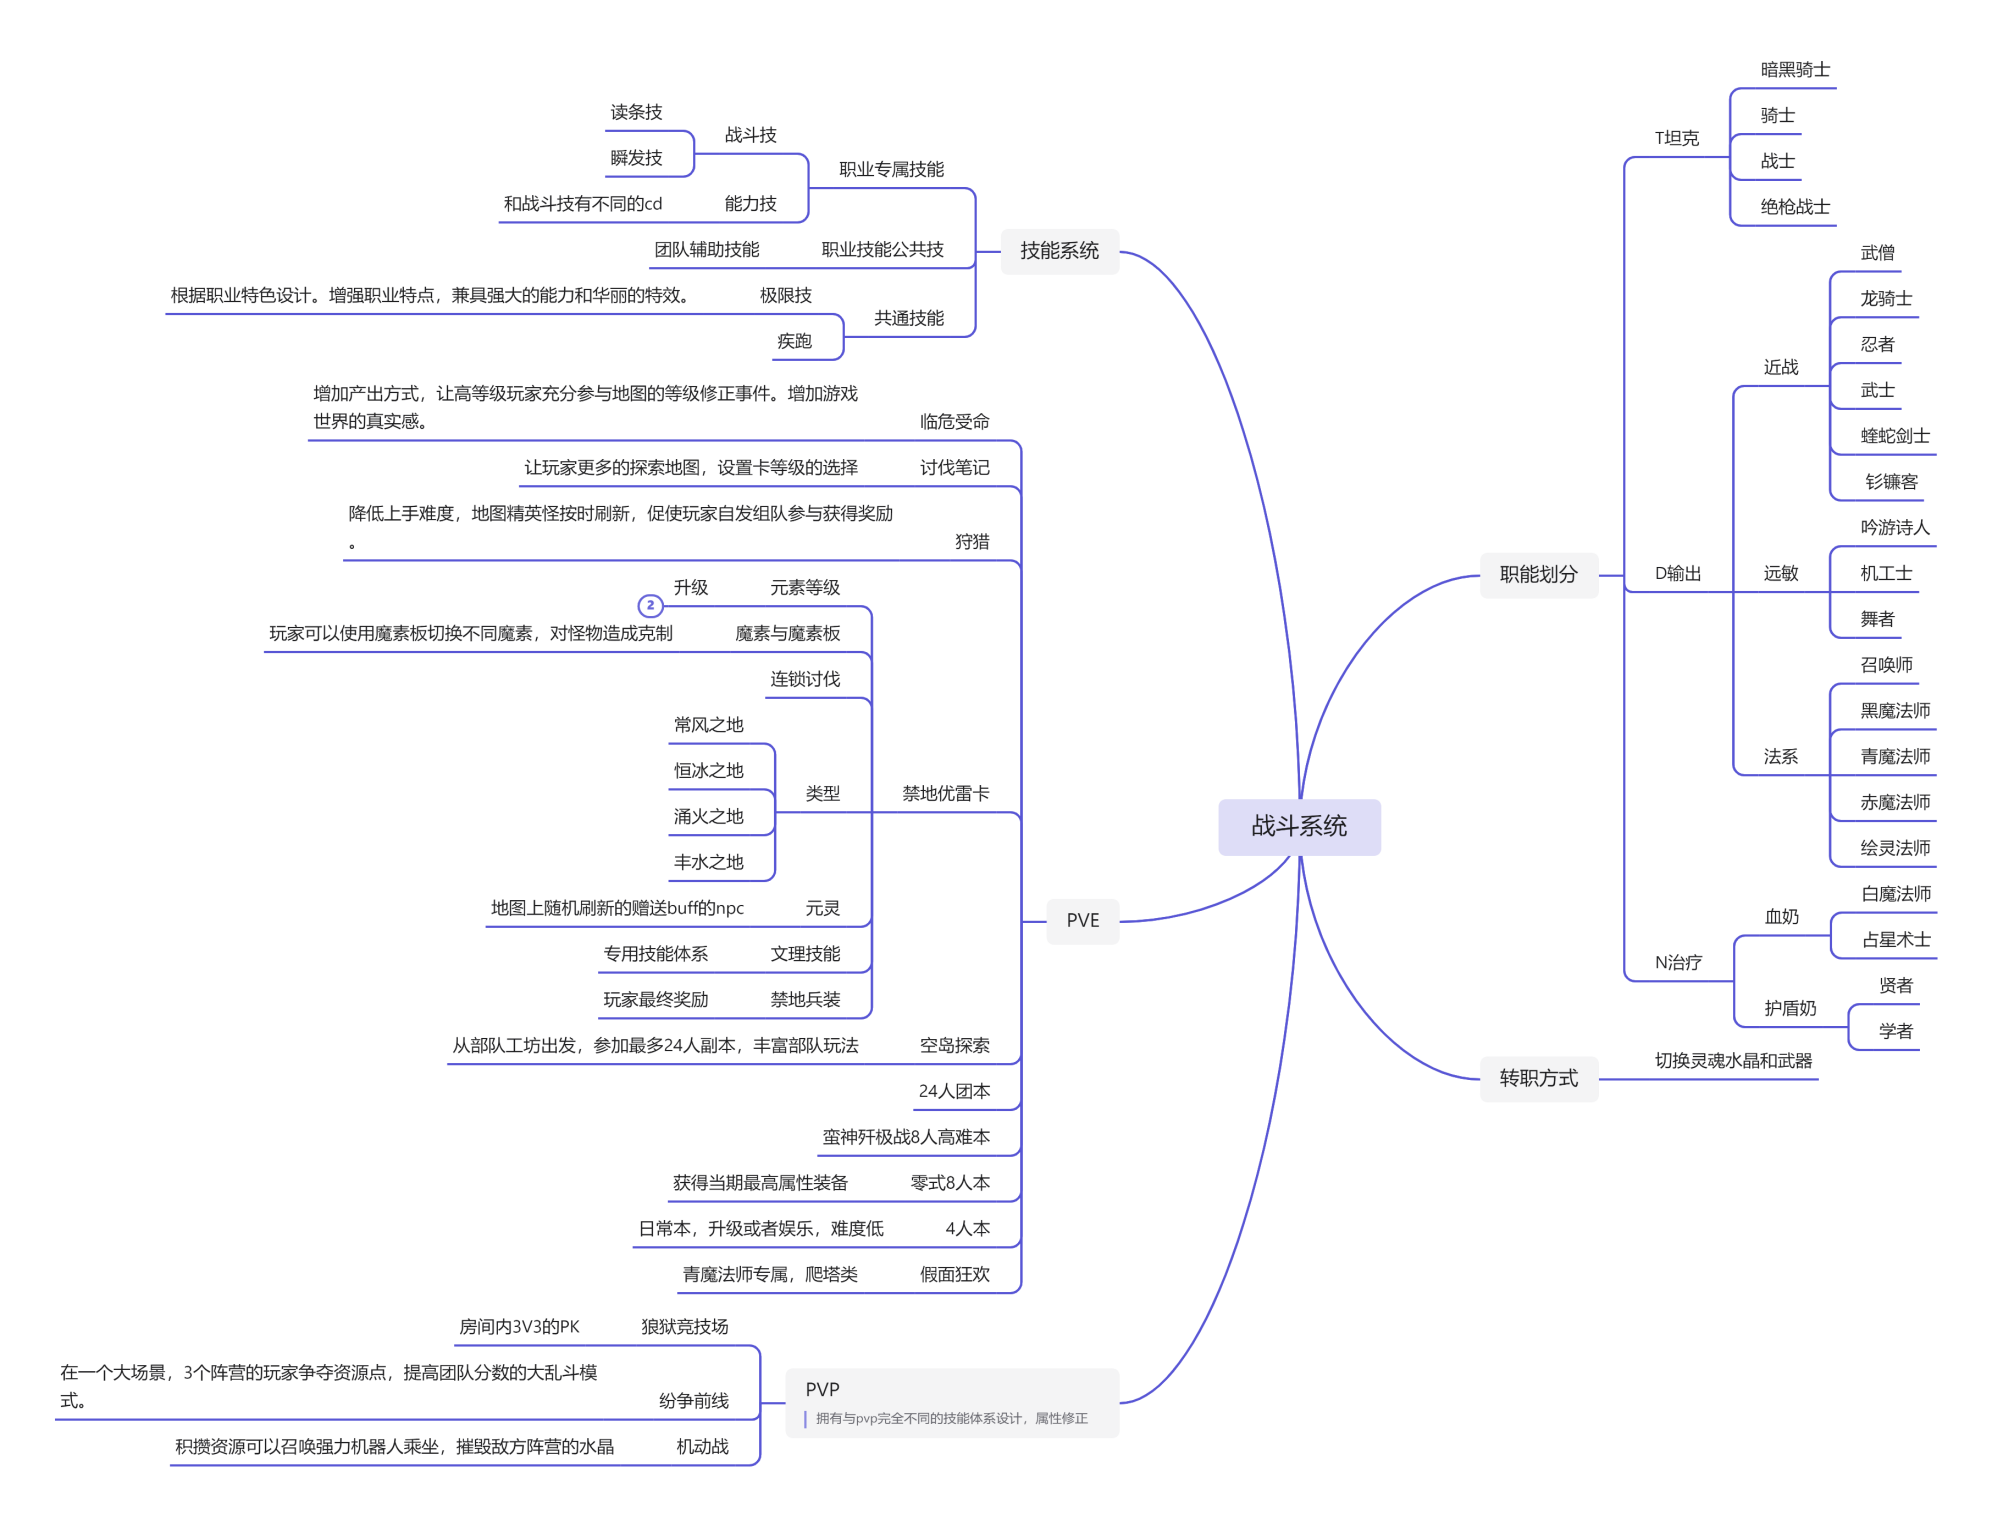 战斗系统
职能划分
T坦克
暗黑骑士
骑士
战士
绝枪战士
D输出
近战
武僧
龙骑士
忍者
武士
蝰蛇剑士
钐镰客
远敏
吟游诗人
机工士
舞者
法系
召唤师
黑魔法师
青魔法师
赤魔法师
绘灵法师
N治疗
血奶
白魔法师
占星术士
护盾奶
贤者
学者
转职方式
切换灵魂水晶和武器
技能系统
职业专属技能
战斗技
读条技
瞬发技
能力技
和战斗技有不同的cd
职业技能公共技
团队辅助技能
共通技能
极限技
根据职业特色设计。增强职业特点，兼具强大的能力和华丽的特效。
疾跑
PVE
临危受命
增加产出方式，让高等级玩家充分参与地图的等级修正事件。增加游戏
世界的真实感。
讨伐笔记
让玩家更多的探索地图，设置卡等级的选择
狩猎
降低上手难度，地图精英怪按时刷新，促使玩家自发组队参与获得奖励
。
禁地优雷卡
元素等级
升级
2
魔素与魔素板
玩家可以使用魔素板切换不同魔素，对怪物造成克制
连锁讨伐
类型
常风之地
恒冰之地
涌火之地
丰水之地
元灵
地图上随机刷新的赠送buff的npc
文理技能
专用技能体系
禁地兵装
玩家最终奖励
空岛探索
从部队工坊出发，参加最多24人副本，丰富部队玩法
24人团本
蛮神歼极战8人高难本
零式8人本
获得当期最高属性装备
4人本
日常本，升级或者娱乐，难度低
假面狂欢
青魔法师专属，爬塔类
PVP
拥有与pvp完全不同的技能体系设计，属性修正
狼狱竞技场
房间内3V3的PK
纷争前线
在一个大场景，3个阵营的玩家争夺资源点，提高团队分数的大乱斗模
式。
机动战
积攒资源可以召唤强力机器人乘坐，摧毁敌方阵营的水晶